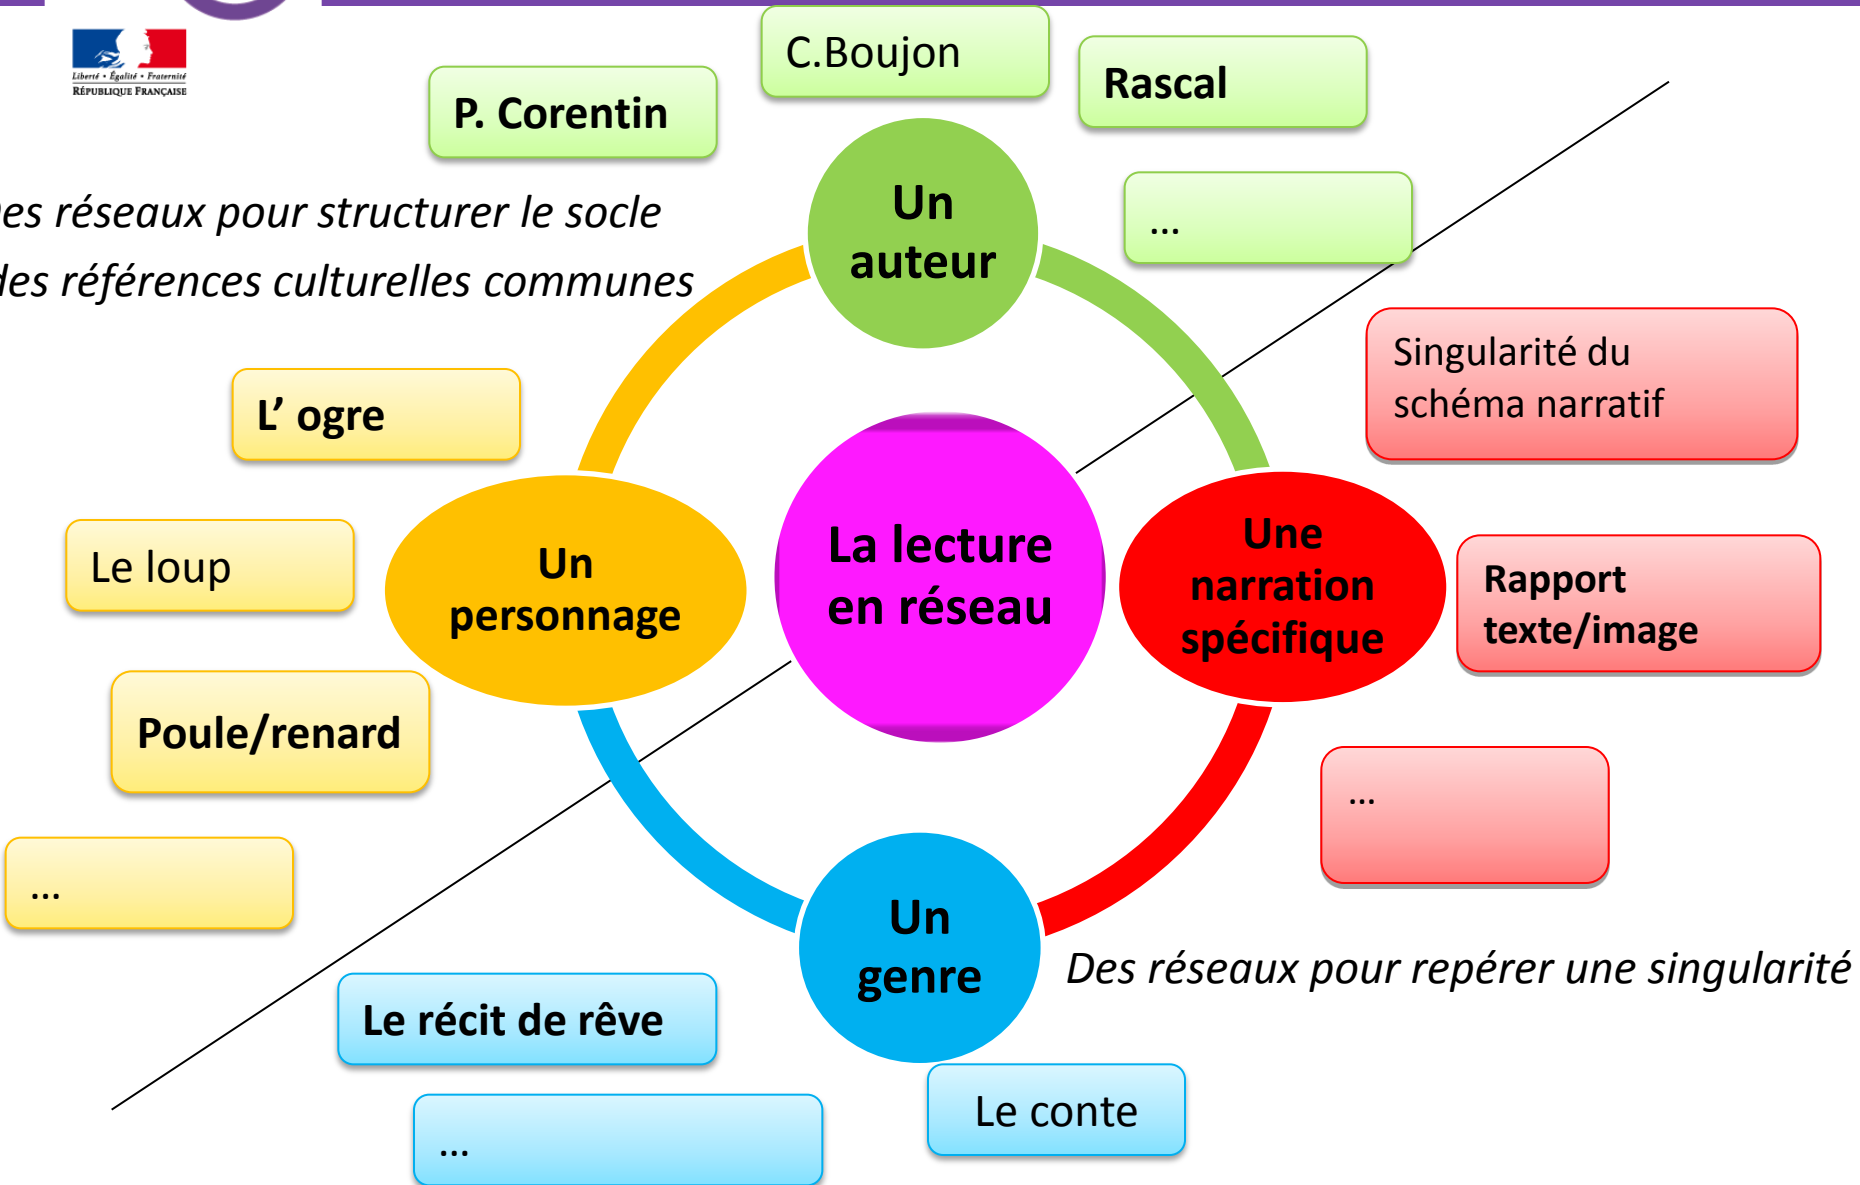 Liberté • Égalité • Fraternité
RÉPUBLIQUE FRANÇAISE
C.Boujon
P. Corentin
Rascal
...
Un
auteur
es réseaux pour structurer le socle
des références culturelles communes
L’ ogre
Le loup
Poule/renard
...
Un
personnage
La lecture
en réseau
Une
narration
spécifique
Singularité du
schéma narratif
Rapport
texte/image
...
Un
genre
Des réseaux pour repérer une singularité
Le récit de rêve
Le conte
...